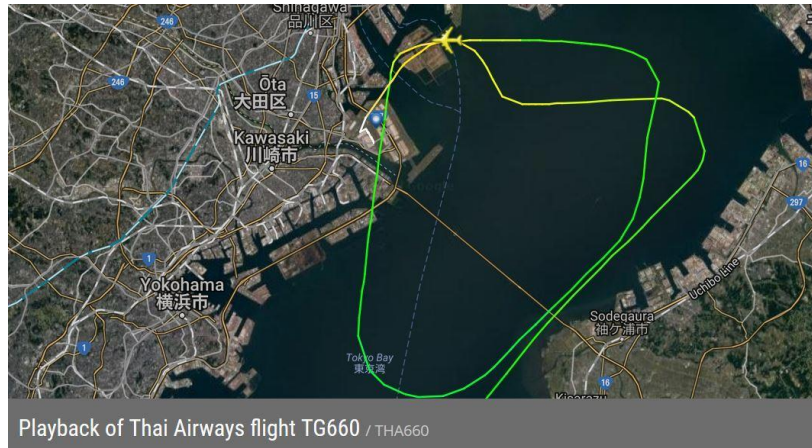 Shinagawa
品川区
246
246
16
Ōta
大田区
15
Kawasaki
川崎市
16
297
1
Yokohama
横浜市
1
Uchibo Line
Sodegaura
袖ケ浦市
Tokyo Bay
東京湾
16
Kisarazu
Playback of Thai Airways flight TG660 / THA660